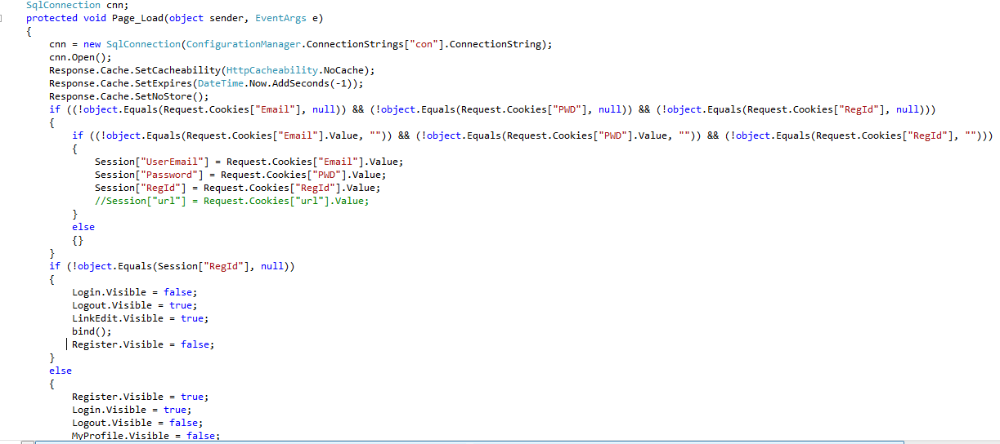 SqlConnection cnn;
protected void Page_Load(object sender, EventArgs e)
{
cnn = new SqlConnection(ConfigurationManager.ConnectionStrings["con"].ConnectionString);
cnn.Open();
Response.Cache.SetCacheability(HttpCacheability.NoCache);
Response.Cache.SetExpires(DateTime.Now.AddSeconds(-1));
Response.Cache.SetNoStore();
if ((!object.Equals(Request.Cookies["Email"], null)) && (!object.Equals(Request.Cookies["PWD"], null)) && (!object.Equals(Request.Cookies["RegId"], null)))
{
if ((!object.Equals(Request.Cookies["Email"].Value, "")) && (!object.Equals(Request.Cookies["PWD"].Value, "")) && (!object.Equals(Request.Cookies["RegId"], "")))
{
Session["UserEmail"] = Request.Cookies["Email"].Value;
Session["Password"] = Request.Cookies["PWD"].Value;
Session["RegId"] = Request.Cookies["RegId"].Value;
//Session["url"] = Request.Cookies["url"].Value;
}
else
{}
}
if (!object.Equals(Session["RegId"], null))
{
Login.Visible = false;
Logout.Visible = true;
LinkEdit.Visible = true;
bind();
Register.Visible = false;
}
else
{
Register.Visible = true;
Login.Visible = true;
Logout.Visible = false;
MyProfile.Visible = false;